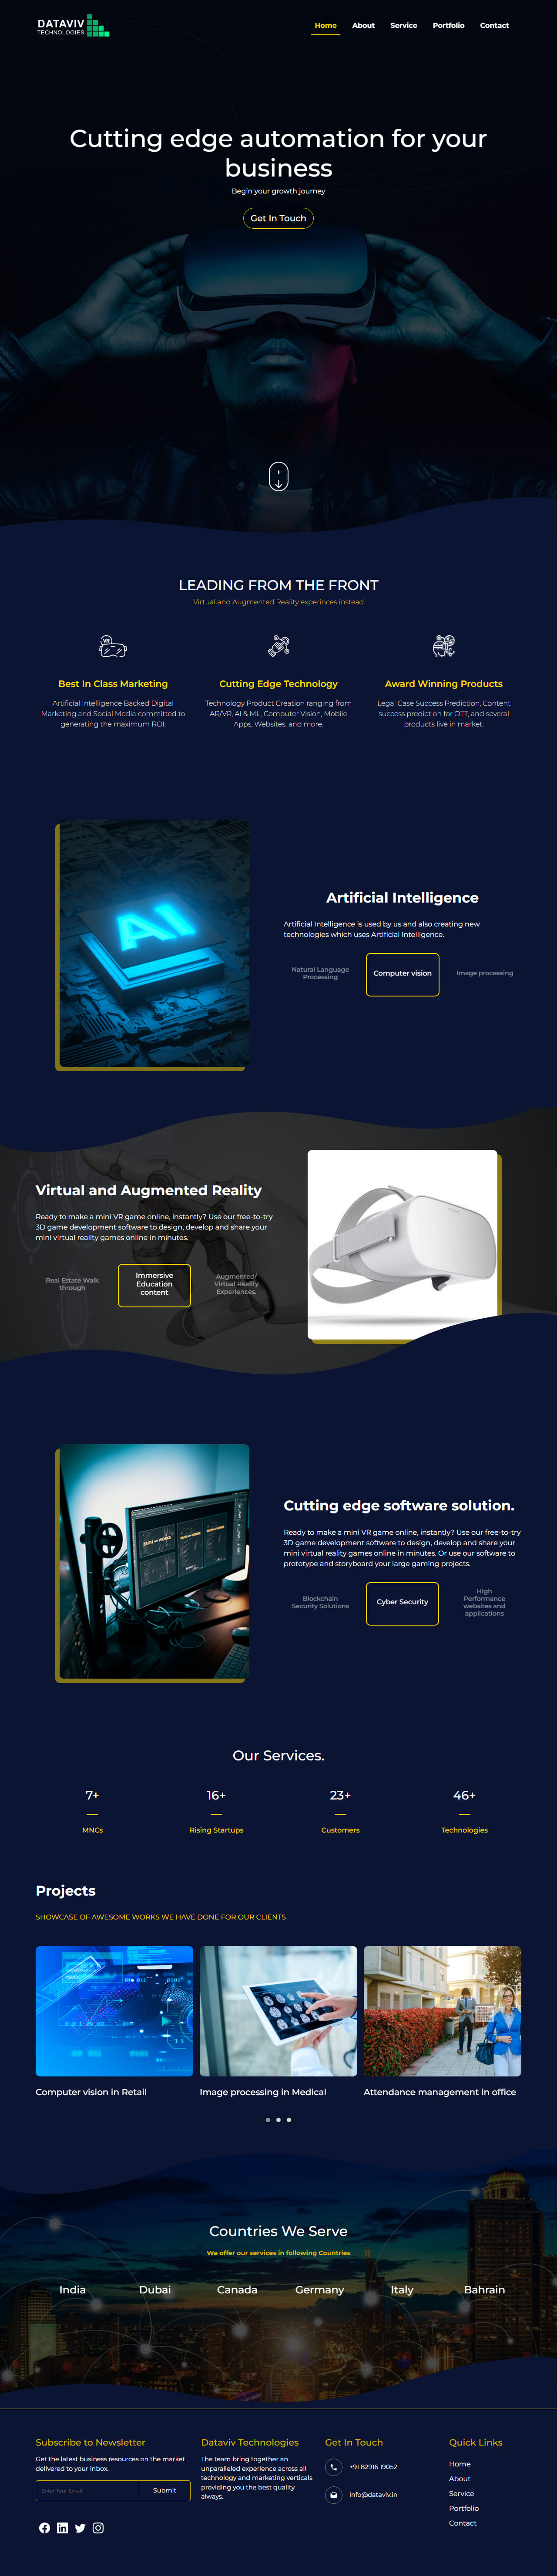 DATAVIV
TECHNOLOGIES
Home About Service Portfolio Contact
Cutting edge automation for your
business
Begin your growth journey
Get In Touch
LEADING FROM THE FRONT
Virtual and Augmented Reality experinces instead
VR
Best In Class Marketing
Artificial Intelligence Backed Digital
Marketing and Social Media committed to
generating the maximum ROI.
Cutting Edge Technology
Technology Product Creation ranging from
AR/VR, AI & ML, Computer Vision, Mobile
Apps, Websites, and more.
Award Winning Products
Legal Case Success Prediction, Content
success prediction for OTT, and several
products live in market.
AI
Artificial Intelligence
Artificial Intelligence is used by us and also creating new
technologies which uses Artificial Intelligence.
Natural Language
Processing
Computer vision
Image processing
Virtual and Augmented Reality
Ready to make a mini VR game online, instantly? Use our free-to-try
3D game development software to design, develop and share your
mini virtual reality games online in minutes.
Real Estate Walk
through
Immersive
Education
content
Augmented/
Virtual Reality
Experiences.
Cutting edge software solution.
Ready to make a mini VR game online, instantly? Use our free-to-try
3D game development software to design, develop and share your
mini virtual reality games online in minutes. Or use our software to
prototype and storyboard your large gaming projects.
Blockchain
Security Solutions
Cyber Security
High
Performance
websites and
applications
Our Services.
7+
MNCs
16+
Rising Startups
23+
Customers
46+
Technologies
Projects
SHOWCASE OF AWESOME WORKS WE HAVE DONE FOR OUR CLIENTS
Computer vision in Retail
Image processing in Medical
Attendance management in office
Countries We Serve
We offer our services in following Countries
India Dubai Canada Germany Italy Bahrain
Subscribe to Newsletter
Get the latest business resources on the market
delivered to your inbox.
Enter Your Email
Submit
Dataviv Technologies
The team bring together an
unparalleled experience across all
technology and marketing verticals
providing you the best quality
always.
Get In Touch
+91 82916 19052
info@dataviv.in
Quick Links
Home
About
Service
Portfolio
Contact